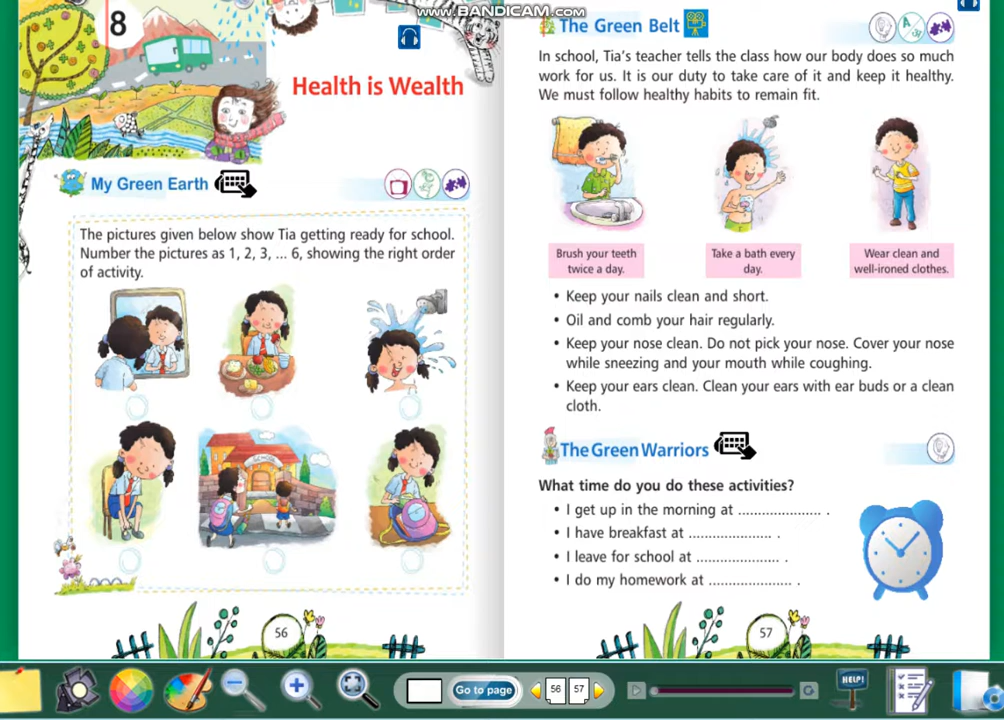 WWW.BANDICAM.COM
8
Health is Wealth
My Green Earth
The pictures given below show Tia getting ready for school.
Number the pictures as 1, 2, 3, ... 6, showing the right order
of activity.
SCHOOL
56
The Green Belt
In school, Tia's teacher tells the class how our body does so much
work for us. It is our duty to take care of it and keep it healthy.
We must follow healthy habits to remain fit.
Brush your teeth
twice a day.
Take a bath every
day.
Wear clean and
well-ironed clothes.
• Keep your nails clean and short.
• Oil and comb your hair regularly.
• Keep your nose clean. Do not pick your nose. Cover your nose
while sneezing and your mouth while coughing.
• Keep your ears clean. Clean your ears with ear buds or a clean
cloth.
The Green Warriors
What time do you do these activities?
• I get up in the morning at ..................... .
• I have breakfast at ..................... .
• I leave for school at ..................... .
• I do my homework at ..................... .
57
Go to page
56
57
HELP!